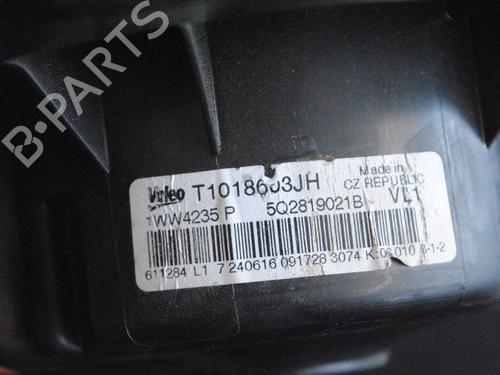 B-PARTS
Valeo T1018603JH
Made in
CZ REPUBLIC
1WW4235 P 5Q2819021B VL1
611284 L1 7 240616 091728 3074 K: 06010 8-1-2